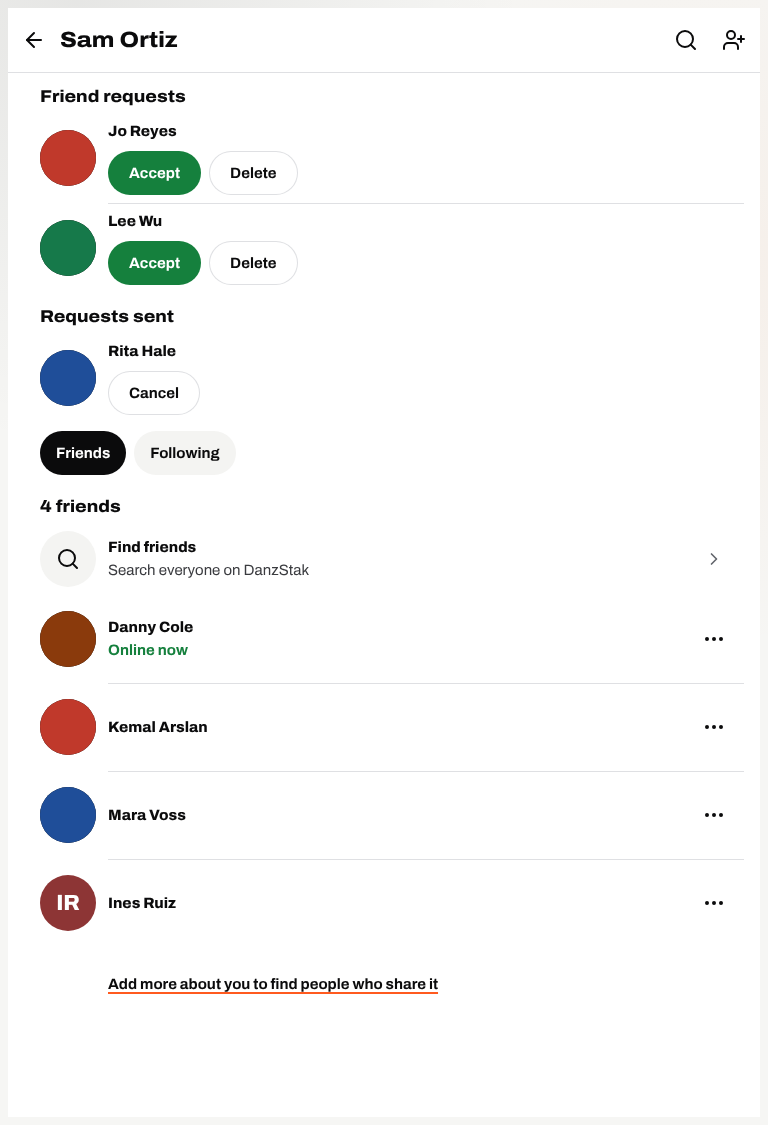 Sam Ortiz
Friend requests
Jo Reyes
Accept Delete
Lee Wu
Accept Delete
Requests sent
Rita Hale
Cancel
Friends Following
4 friends
Find friends
Search everyone on DanzStak
Danny Cole
Online now
Kemal Arslan
Mara Voss
IR Ines Ruiz
Add more about you to find people who share it